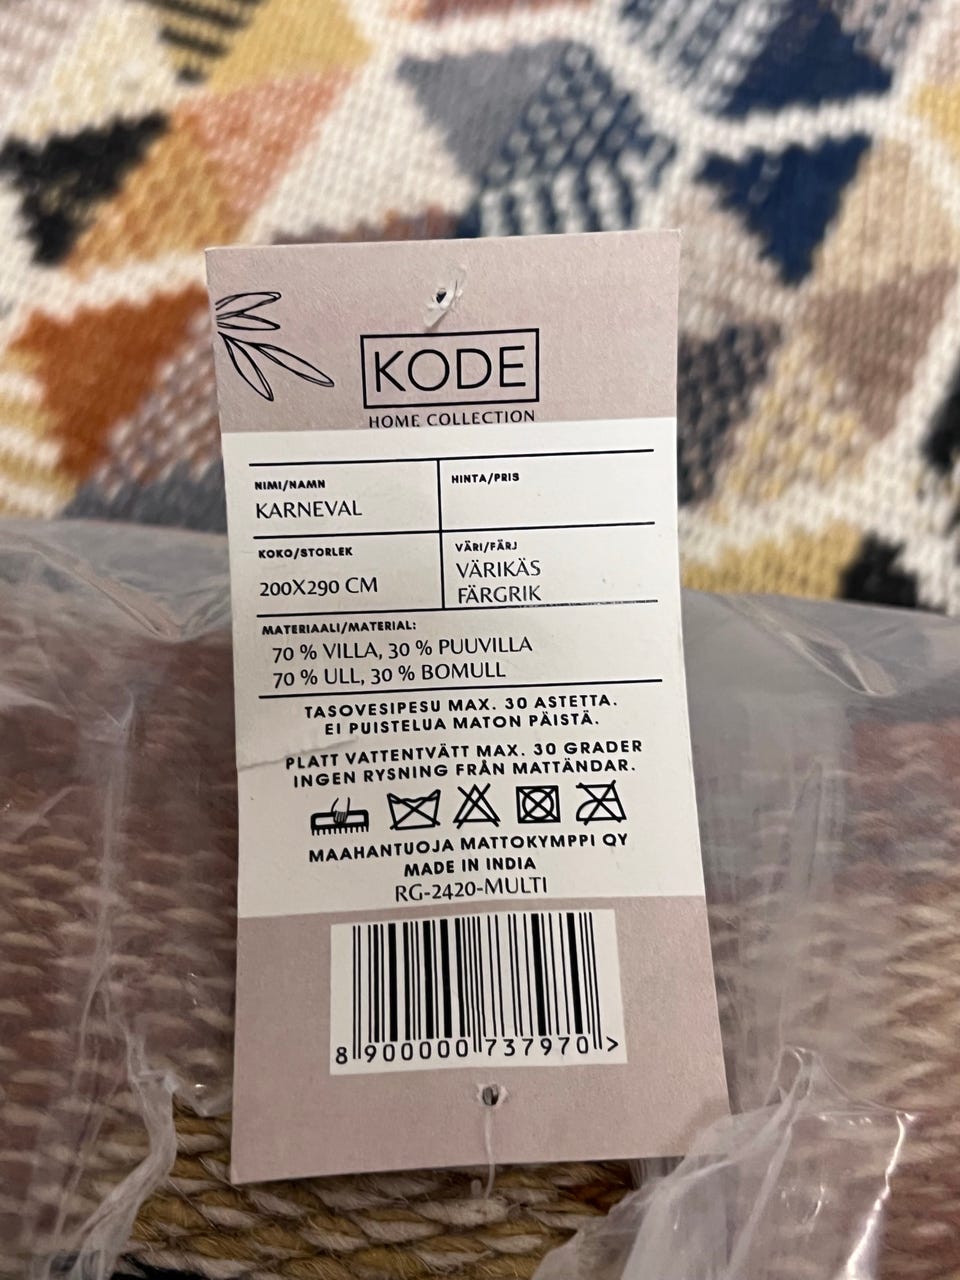 KODE
HOME COLLECTION
NIMI/NAMN
KARNEVAL
HINTA/PRIS
KOKO/STORLEK
200X290 CM
VÄRI/FÄRJ
VÄRIKÄS
FÄRGRIK
MATERIAALI/MATERIAL:
70 % VILLA, 30 % PUUVILLA
70 % ULL, 30 % BOMULL
TASOVESIPESU MAX. 30 ASTETTA.
EI PUISTELUA MATON PÄISTÄ.
PLATT VATTENTVÄTT MAX. 30 GRADER
INGEN RYSNING FRÅN MATTÄNDAR.
MAAHANTUOJA MATTOKYMPPI OY
MADE IN INDIA
RG-2420-MULTI
8 900000 737970 >